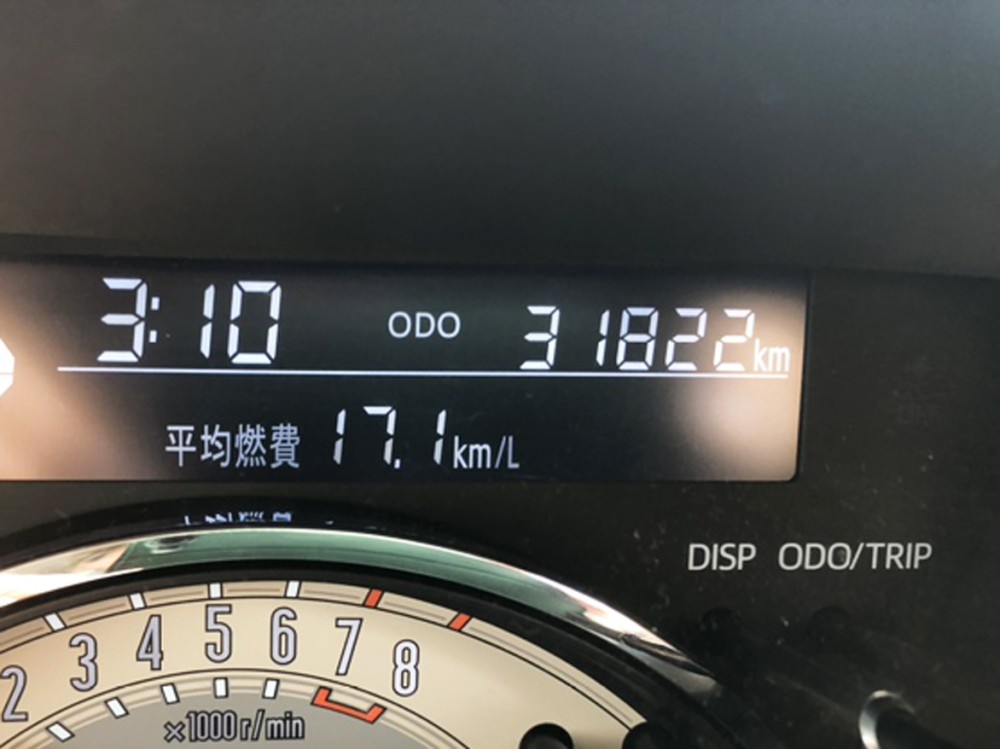 3:10 ODO 31822km
平均燃費 17.1km/L
DISP ODO/TRIP
2 3 4 5 6 7 8
×1000r/min